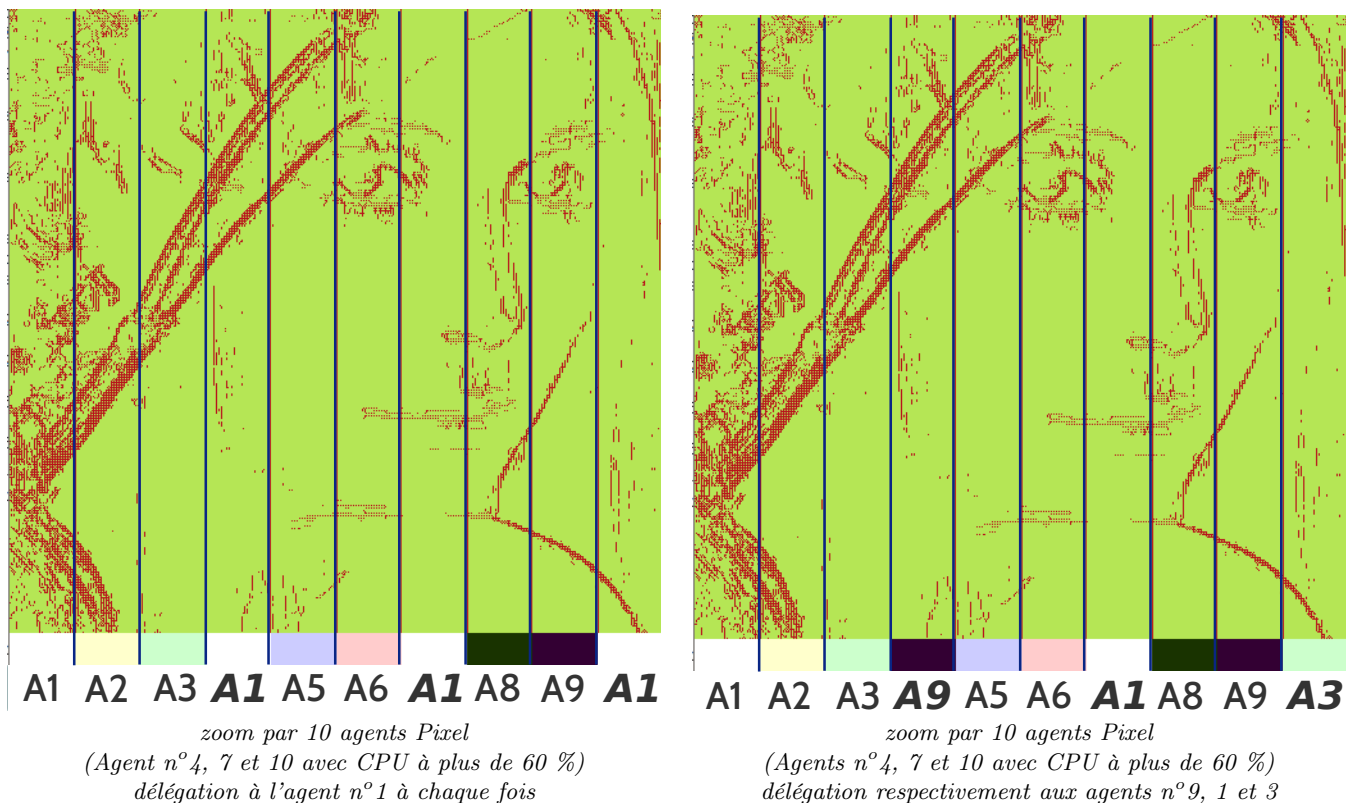 A1 A2 A3 A1 A5 A6 A1 A8 A9 A1
zoom par 10 agents Pixel
(Agent nº4, 7 et 10 avec CPU à plus de 60 %)
délégation à l'agent nº1 à chaque fois
A1 A2 A3 A9 A5 A6 A1 A8 A9 A3
zoom par 10 agents Pixel
(Agents nº4, 7 et 10 avec CPU à plus de 60 %)
délégation respectivement aux agents nº9, 1 et 3